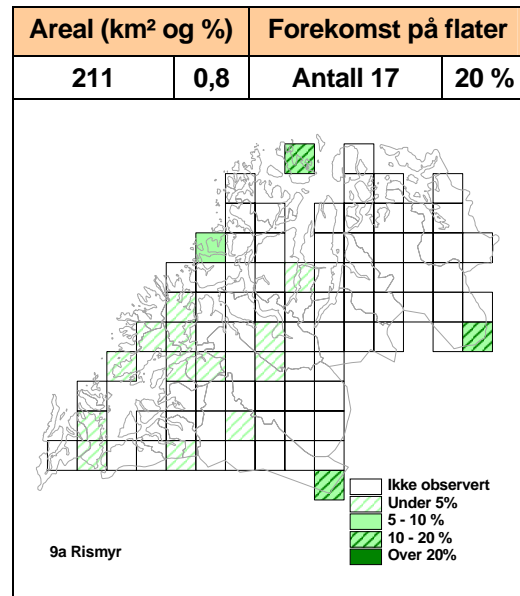 Areal (km² og %) Forekomst på flater
211 0,8 Antall 17 20 %
Ikke observert
Under 5%
5 - 10 %
10 - 20 %
Over 20%
9a Rismyr